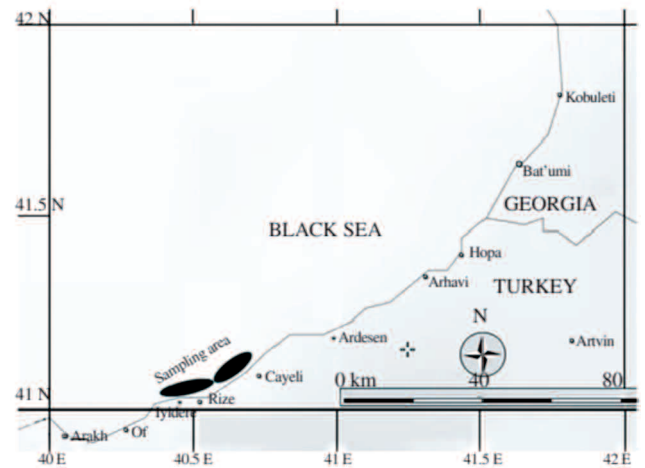 42 N
Kobuleti
Bat'umi
GEORGIA
41.5 N
BLACK SEA
Hopa
Arhavi
TURKEY
N
Ardesen
Artvin
Sampling area
Cayeli
0 km 40 80
41 N
Iyidere
Rize
Of
Arakh
40 E 40.5 E 41 E 41.5 E 42 E